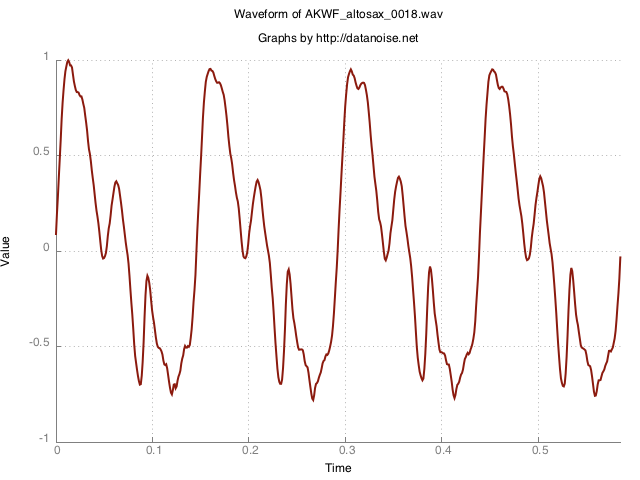 Waveform of AKWF_altosax_0018.wav
Graphs by http://datanoise.net
1
0.5
0
-0.5
-1
Value
0 0.1 0.2 0.3 0.4 0.5
Time